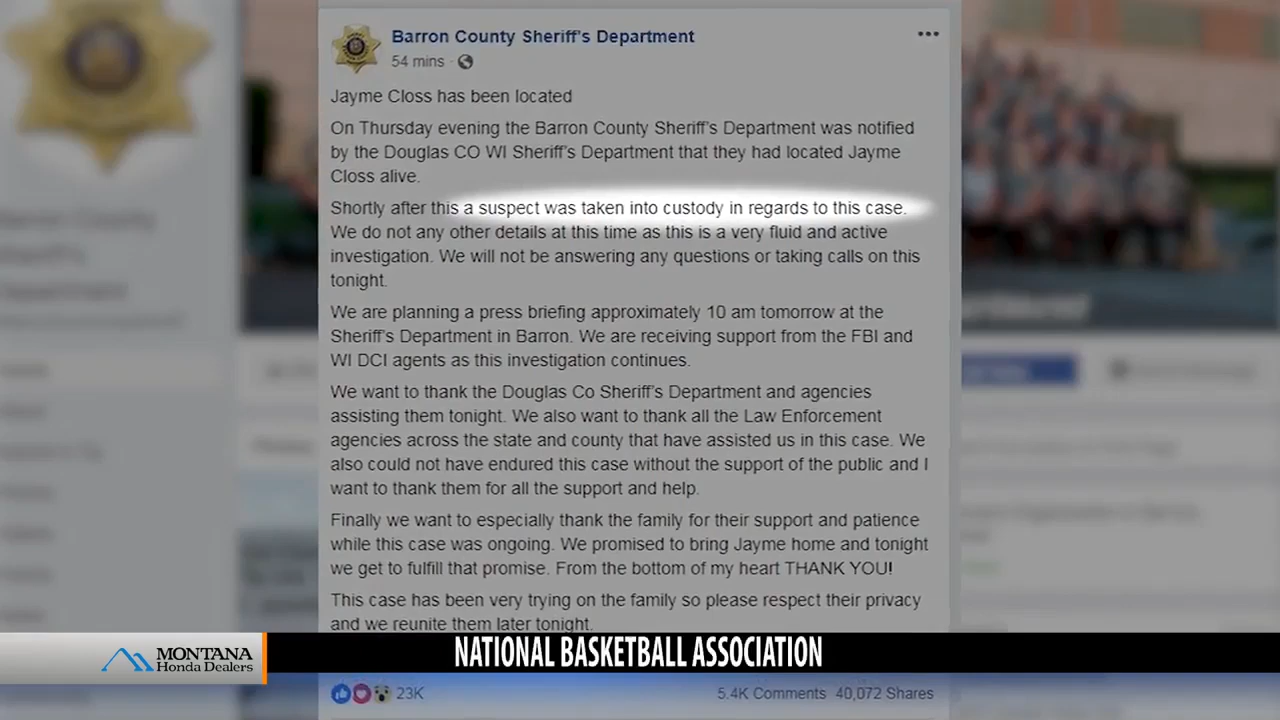 Barron County Sheriff's Department
54 mins
Jayme Closs has been located
On Thursday evening the Barron County Sheriff's Department was notified
by the Douglas CO WI Sheriff's Department that they had located Jayme
Closs alive.
Shortly after this a suspect was taken into custody in regards to this case.
We do not any other details at this time as this is a very fluid and active
investigation. We will not be answering any questions or taking calls on this
tonight.
We are planning a press briefing approximately 10 am tomorrow at the
Sheriff's Department in Barron. We are receiving support from the FBI and
WI DCI agents as this investigation continues.
We want to thank the Douglas Co Sheriff's Department and agencies
assisting them tonight. We also want to thank all the Law Enforcement
agencies across the state and county that have assisted us in this case. We
also could not have endured this case without the support of the public and I
want to thank them for all the support and help.
Finally we want to especially thank the family for their support and patience
while this case was ongoing. We promised to bring Jayme home and tonight
we get to fulfill that promise. From the bottom of my heart THANK YOU!
This case has been very trying on the family so please respect their privacy
and we reunite them later tonight.
MONTANA
Honda Dealers
NATIONAL BASKETBALL ASSOCIATION
23K 5.4K Comments 40,072 Shares